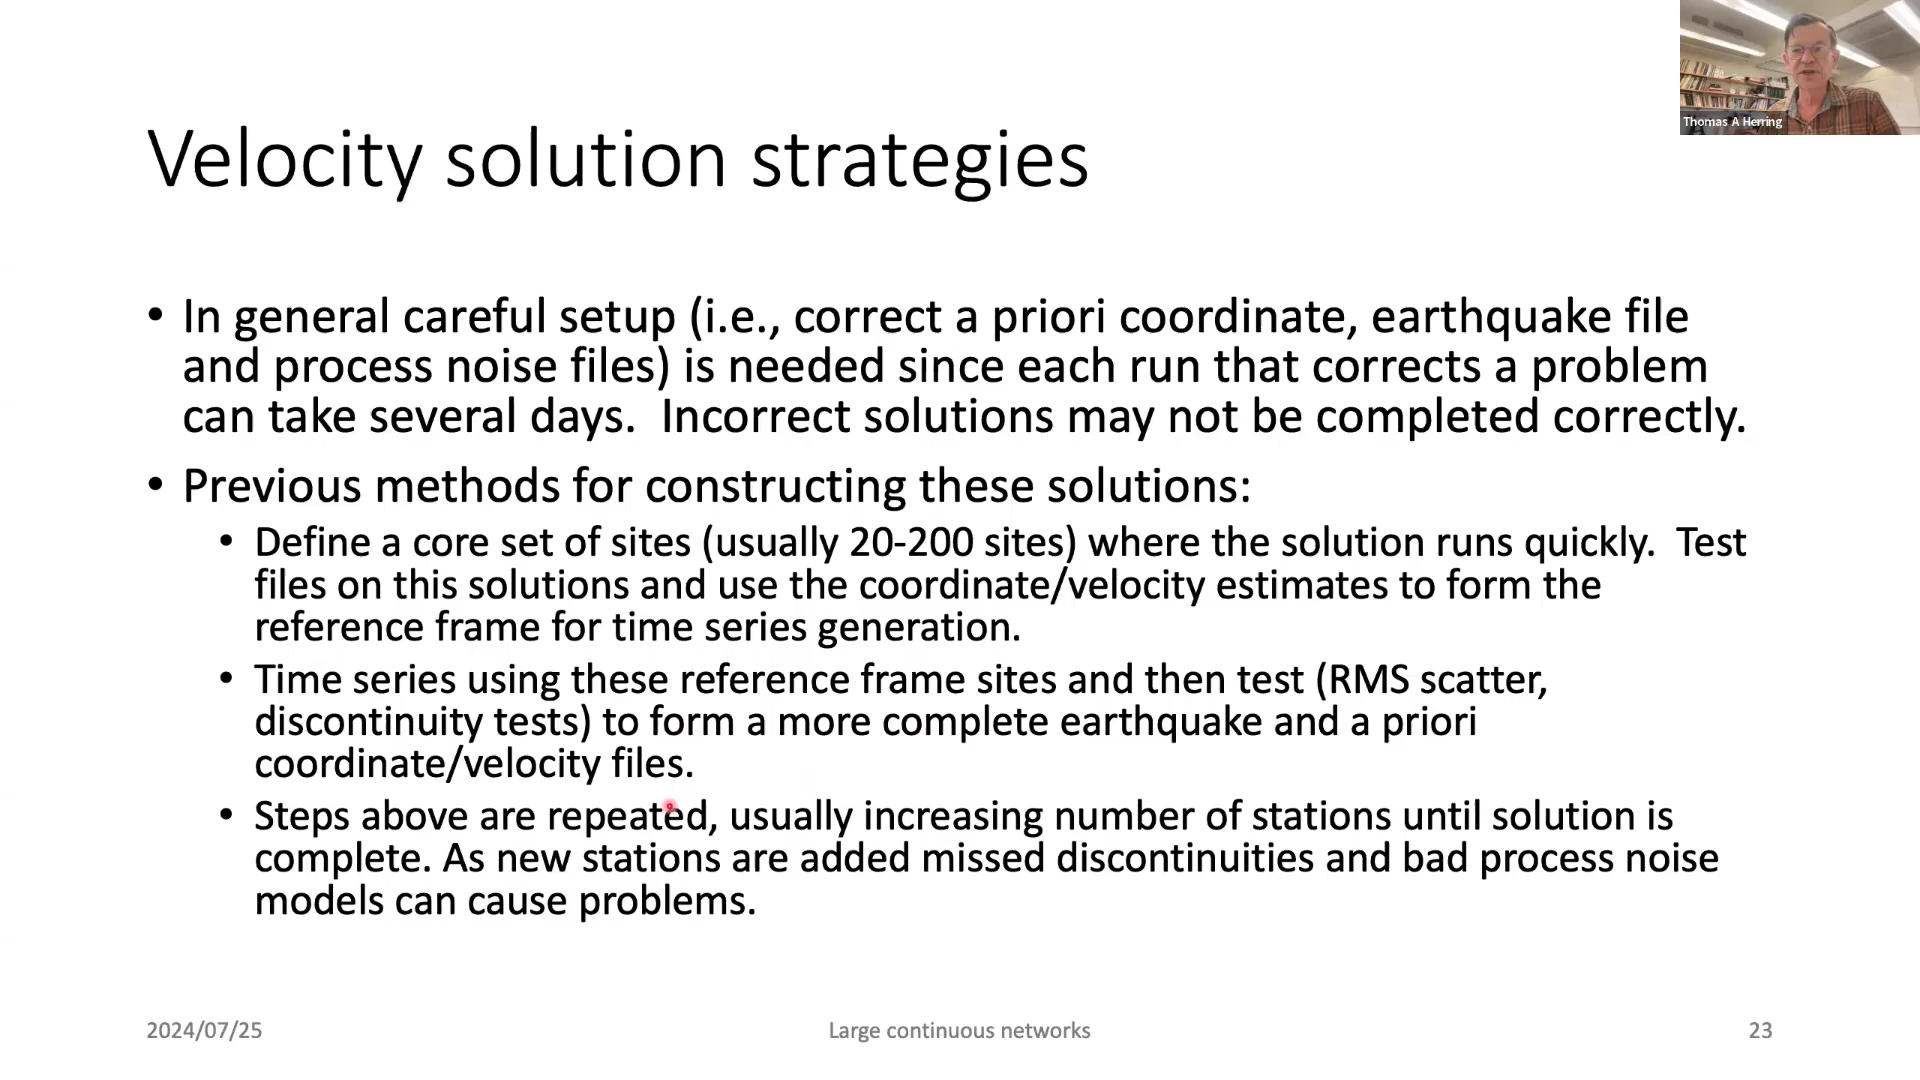 Thomas A Herring
Velocity solution strategies
• In general careful setup (i.e., correct a priori coordinate, earthquake file
and process noise files) is needed since each run that corrects a problem
can take several days.  Incorrect solutions may not be completed correctly.
• Previous methods for constructing these solutions:
• Define a core set of sites (usually 20-200 sites) where the solution runs quickly.  Test
files on this solutions and use the coordinate/velocity estimates to form the
reference frame for time series generation.
• Time series using these reference frame sites and then test (RMS scatter,
discontinuity tests) to form a more complete earthquake and a priori
coordinate/velocity files.
• Steps above are repeated, usually increasing number of stations until solution is
complete. As new stations are added missed discontinuities and bad process noise
models can cause problems.
2024/07/25
Large continuous networks
23